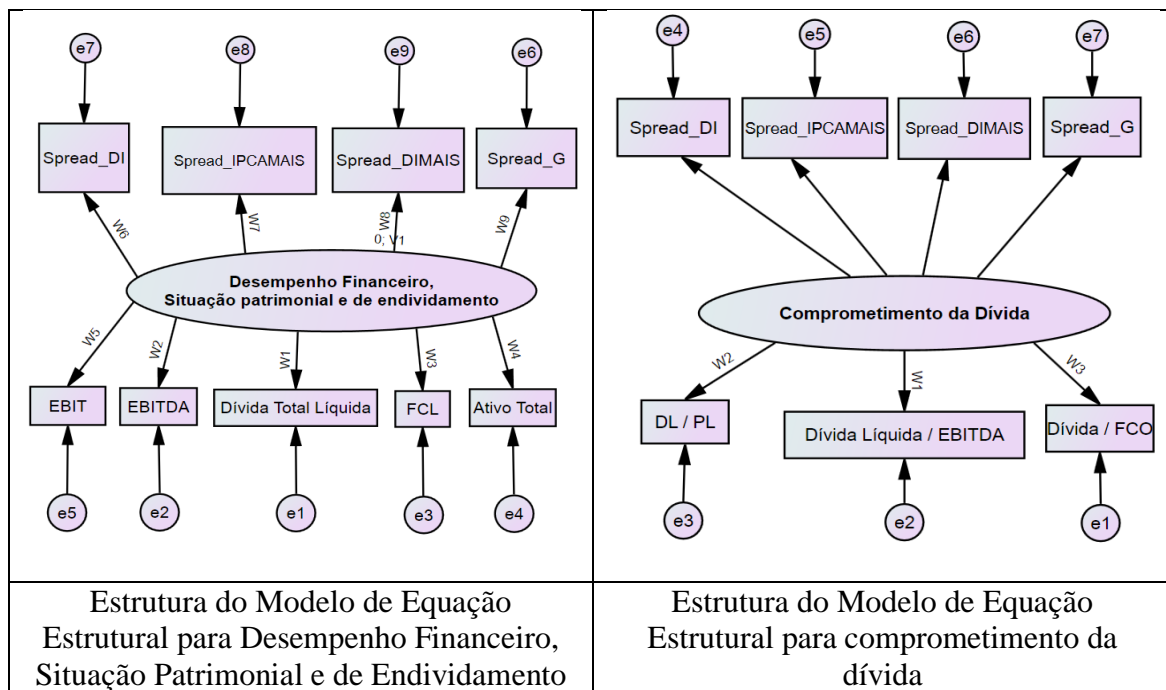 e7 e8 e9 e6
Spread_DI Spread_IPCAMAIS Spread_DIMAIS Spread_G
W6 W7 W8 W9
0; V1
Desempenho Financeiro,
Situação patrimonial e de endividamento
W5 W2 W1 W3 W4
EBIT EBITDA Dívida Total Líquida FCL Ativo Total
e5 e2 e1 e3 e4
Estrutura do Modelo de Equação
Estrutural para Desempenho Financeiro,
Situação Patrimonial e de Endividamento
e4 e5 e6 e7
Spread_DI Spread_IPCAMAIS Spread_DIMAIS Spread_G
Comprometimento da Dívida
W2 W1 W3
DL / PL Dívida Líquida / EBITDA Dívida / FCO
e3 e2 e1
Estrutura do Modelo de Equação
Estrutural para comprometimento da
dívida